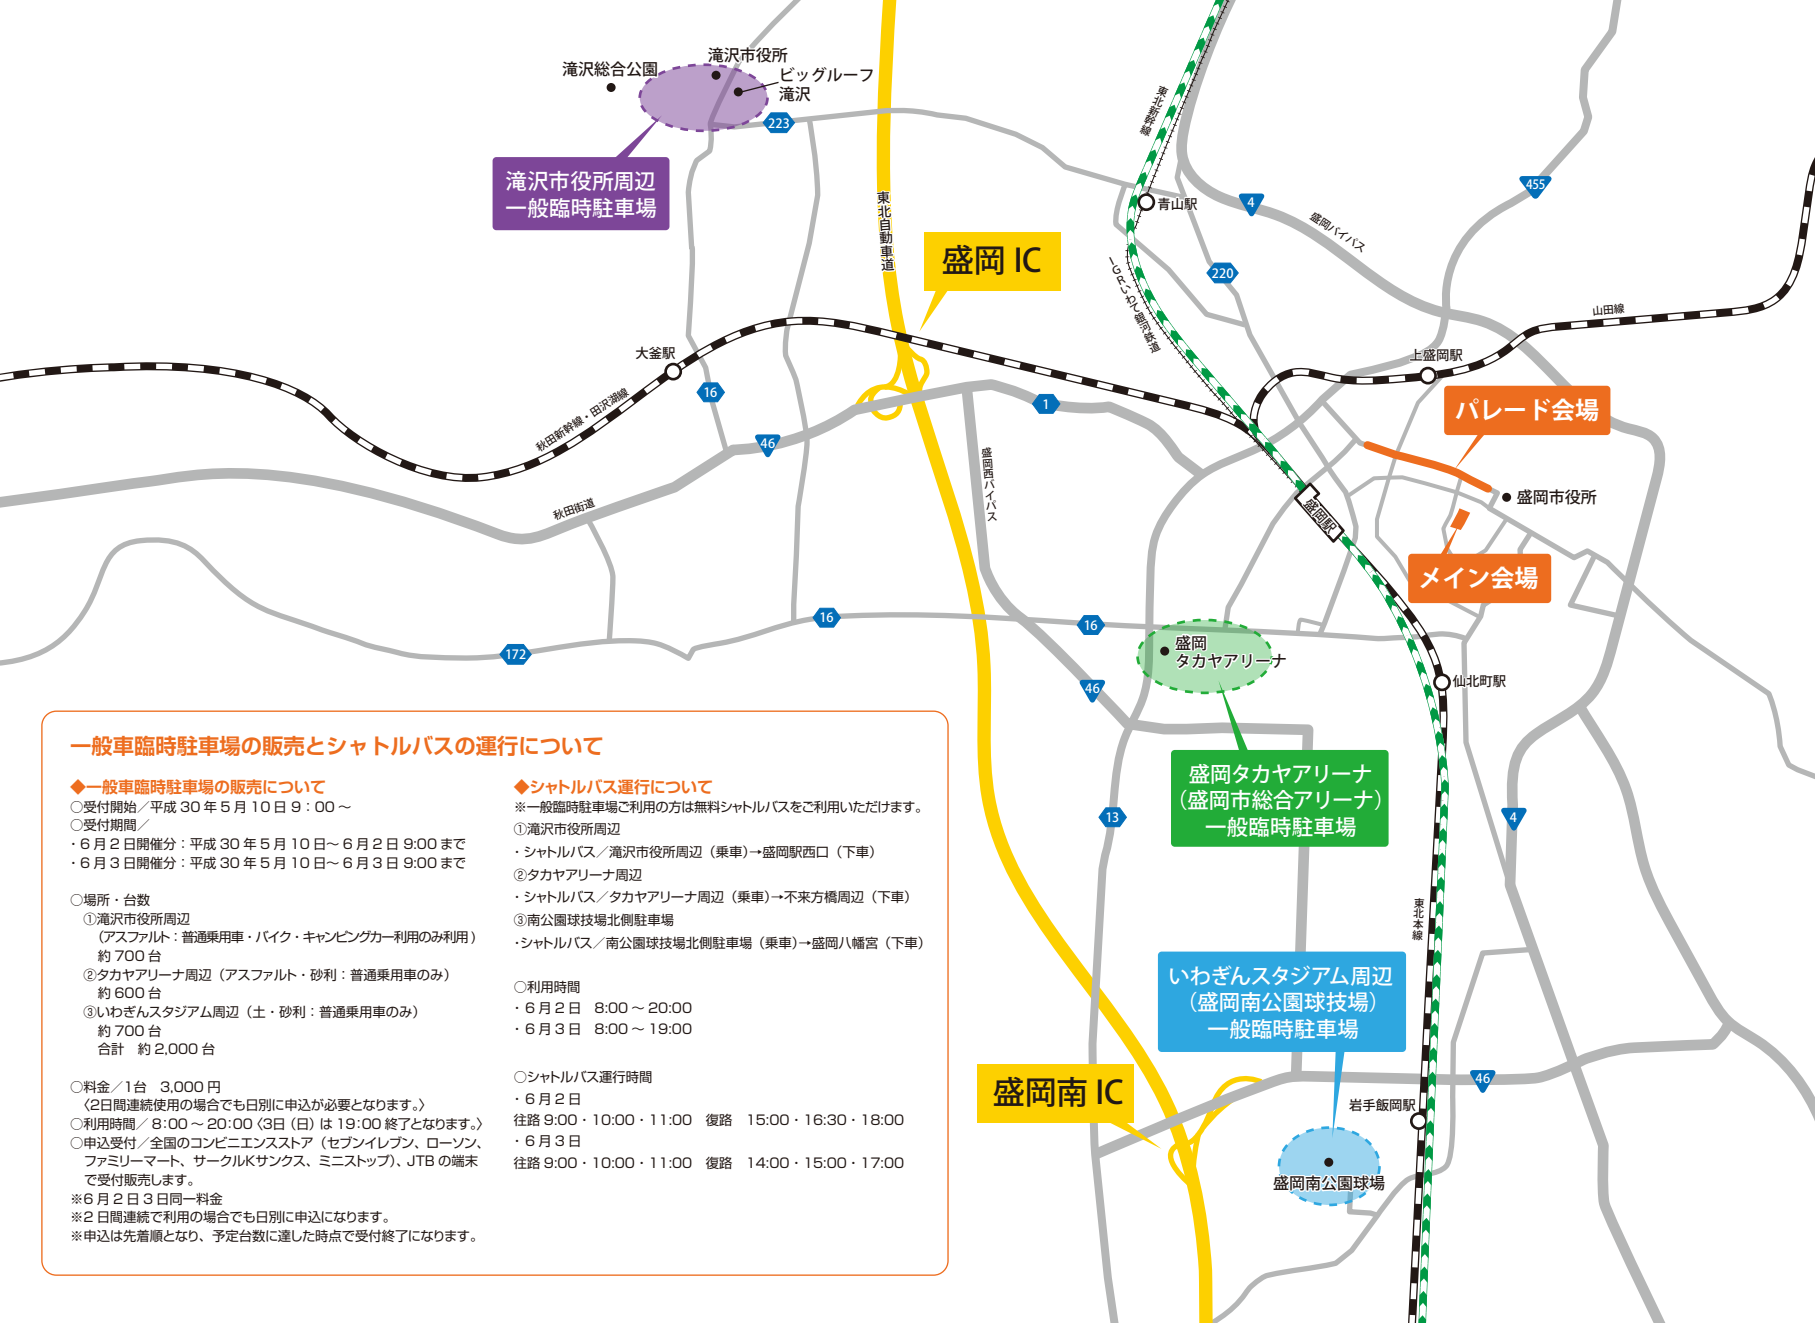 滝沢市役所
滝沢総合公園
ビッグルーフ
滝沢
223
滝沢市役所周辺
一般臨時駐車場
東北自動車道
盛岡 IC
東北新幹線
青山駅
4
455
盛岡バイパス
220
IGRいわて銀河鉄道
山田線
上盛岡駅
大釜駅
16
秋田新幹線・田沢湖線
46
1
盛岡西バイパス
秋田街道
パレード会場
盛岡市役所
盛岡駅
メイン会場
16
16
172
盛岡
タカヤアリーナ
46
仙北町駅
盛岡タカヤアリーナ
（盛岡市総合アリーナ）
一般臨時駐車場
13
4
東北本線
いわぎんスタジアム周辺
（盛岡南公園球技場）
一般臨時駐車場
盛岡南 IC
46
岩手飯岡駅
盛岡南公園球場
一般車臨時駐車場の販売とシャトルバスの運行について
◆一般車臨時駐車場の販売について
○受付開始／平成 30 年 5 月 10 日 9：00 ～
○受付期間／
・6 月 2 日開催分：平成 30 年 5 月 10 日～ 6 月 2 日 9:00 まで
・6 月 3 日開催分：平成 30 年 5 月 10 日～ 6 月 3 日 9:00 まで
○場所・台数
①滝沢市役所周辺
（アスファルト：普通乗用車・バイク・キャンピングカー利用のみ利用）
約 700 台
②タカヤアリーナ周辺（アスファルト・砂利：普通乗用車のみ）
約 600 台
③いわぎんスタジアム周辺（土・砂利：普通乗用車のみ）
約 700 台
合計　約 2,000 台
○料金／1台　3,000 円
〈2日間連続使用の場合でも日別に申込が必要となります。〉
○利用時間／ 8：00 ～ 20：00〈3日（日）は 19：00 終了となります。〉
○申込受付／全国のコンビニエンスストア（セブンイレブン、ローソン、
ファミリーマート、サークルKサンクス、ミニストップ）、JTB の端末
で受付販売します。
※6 月 2 日 3 日同一料金
※2 日間連続で利用の場合でも日別に申込になります。
※申込は先着順となり、予定台数に達した時点で受付終了になります。
◆シャトルバス運行について
※一般臨時駐車場ご利用の方は無料シャトルバスをご利用いただけます。
①滝沢市役所周辺
・シャトルバス／滝沢市役所周辺（乗車）→盛岡駅西口（下車）
②タカヤアリーナ周辺
・シャトルバス／タカヤアリーナ周辺（乗車）→不来方橋周辺（下車）
③南公園球技場北側駐車場
・シャトルバス／南公園球技場北側駐車場（乗車）→盛岡八幡宮（下車）
○利用時間
・6 月 2 日　8:00 ～ 20:00
・6 月 3 日　8:00 ～ 19:00
○シャトルバス運行時間
・6 月 2 日
往路 9:00・10:00・11:00　復路　15:00・16:30・18:00
・6 月 3 日
往路 9:00・10:00・11:00　復路　14:00・15:00・17:00